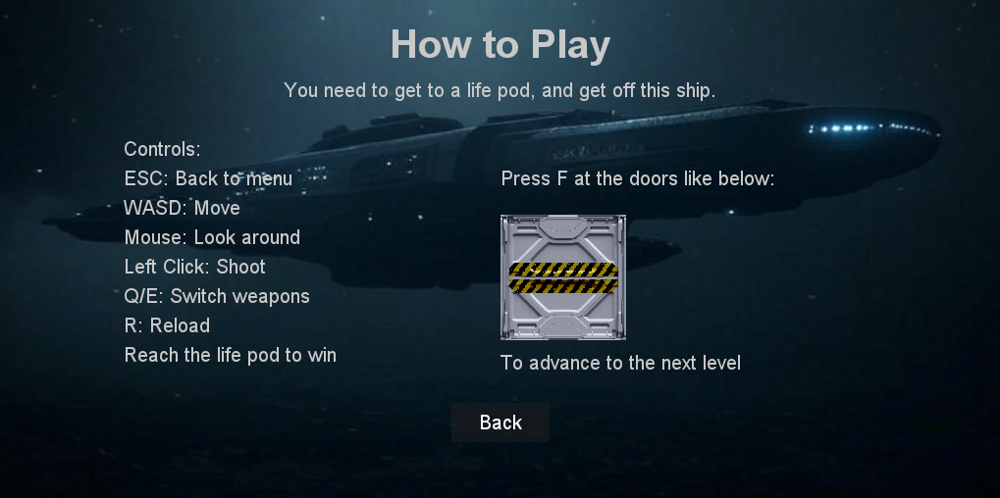 How to Play
You need to get to a life pod, and get off this ship.
Controls:
ESC: Back to menu
WASD: Move
Mouse: Look around
Left Click: Shoot
Q/E: Switch weapons
R: Reload
Reach the life pod to win
Press F at the doors like below:
To advance to the next level
Back